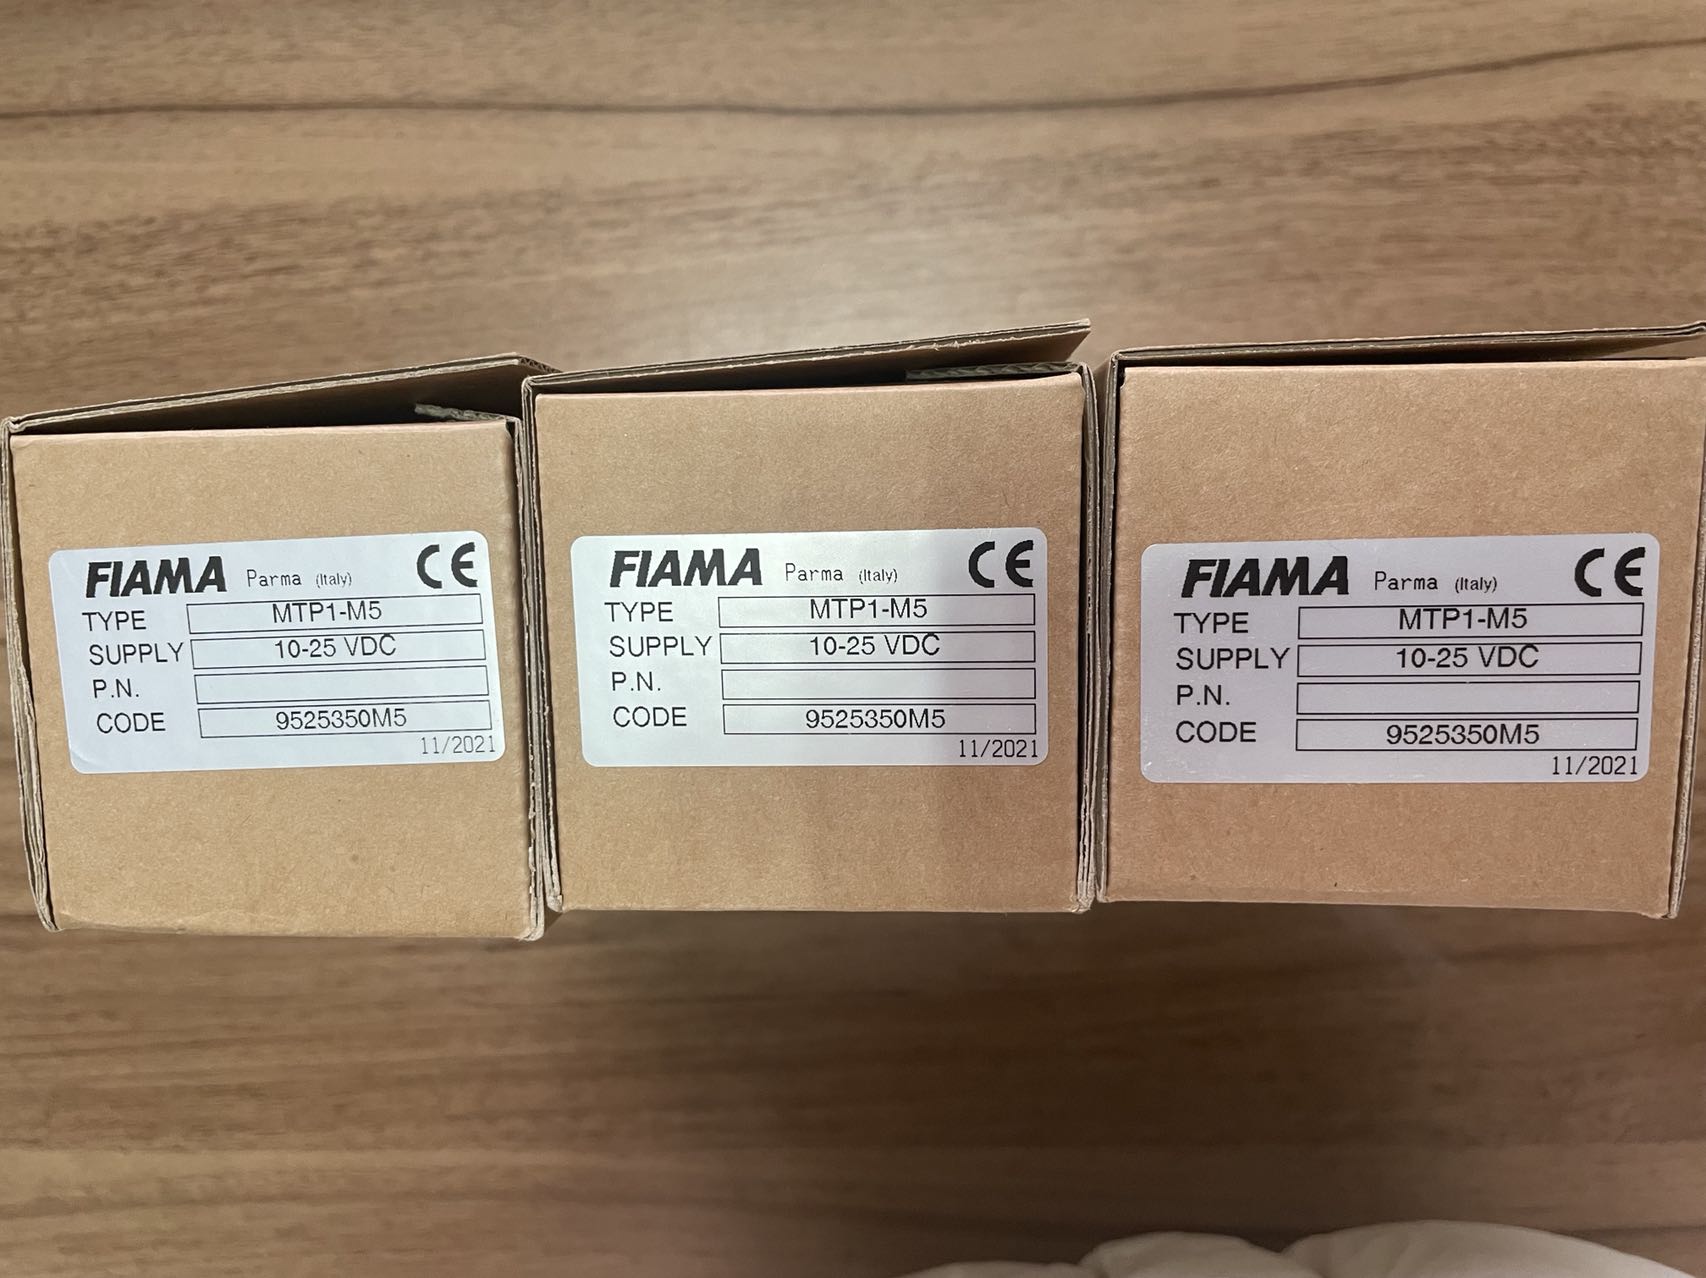 FIAMA Parma (Italy) CE
TYPE MTP1-M5
SUPPLY 10-25 VDC
P.N.
CODE 9525350M5
11/2021
FIAMA Parma (Italy) CE
TYPE MTP1-M5
SUPPLY 10-25 VDC
P.N.
CODE 9525350M5
11/2021
FIAMA Parma (Italy) CE
TYPE MTP1-M5
SUPPLY 10-25 VDC
P.N.
CODE 9525350M5
11/2021